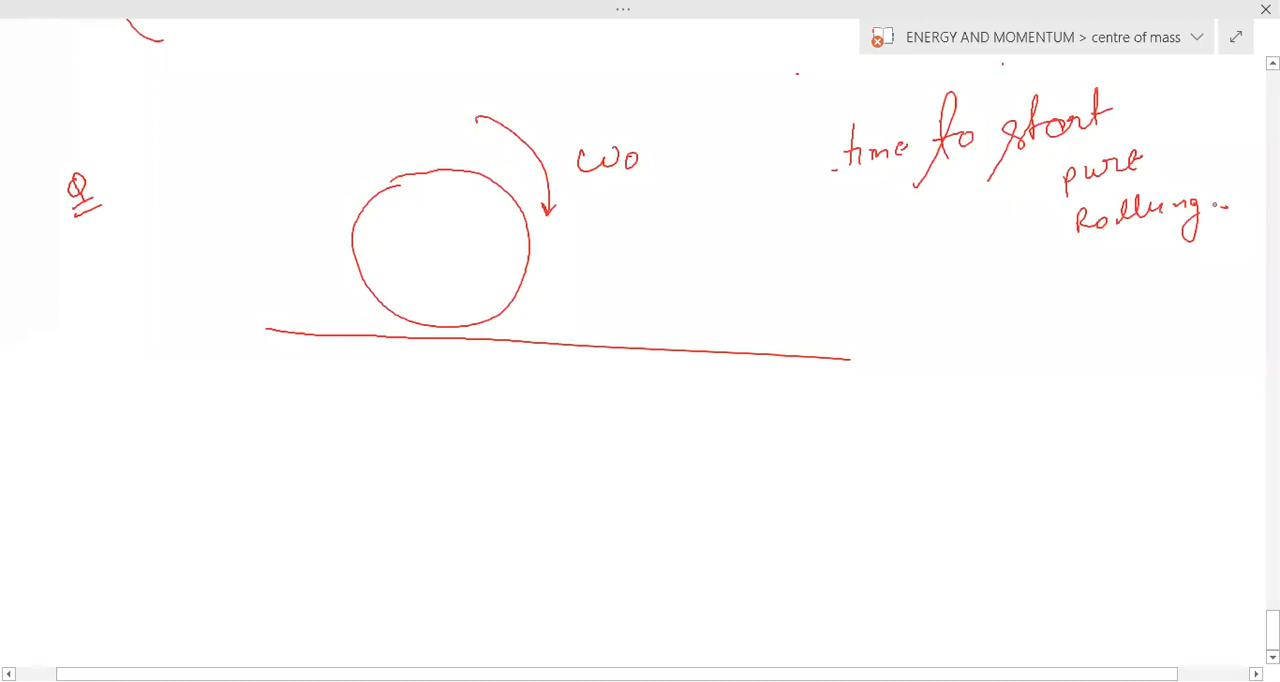 ENERGY AND MOMENTUM > centre of mass
Q
ω0
time to start
pure
Rolling..